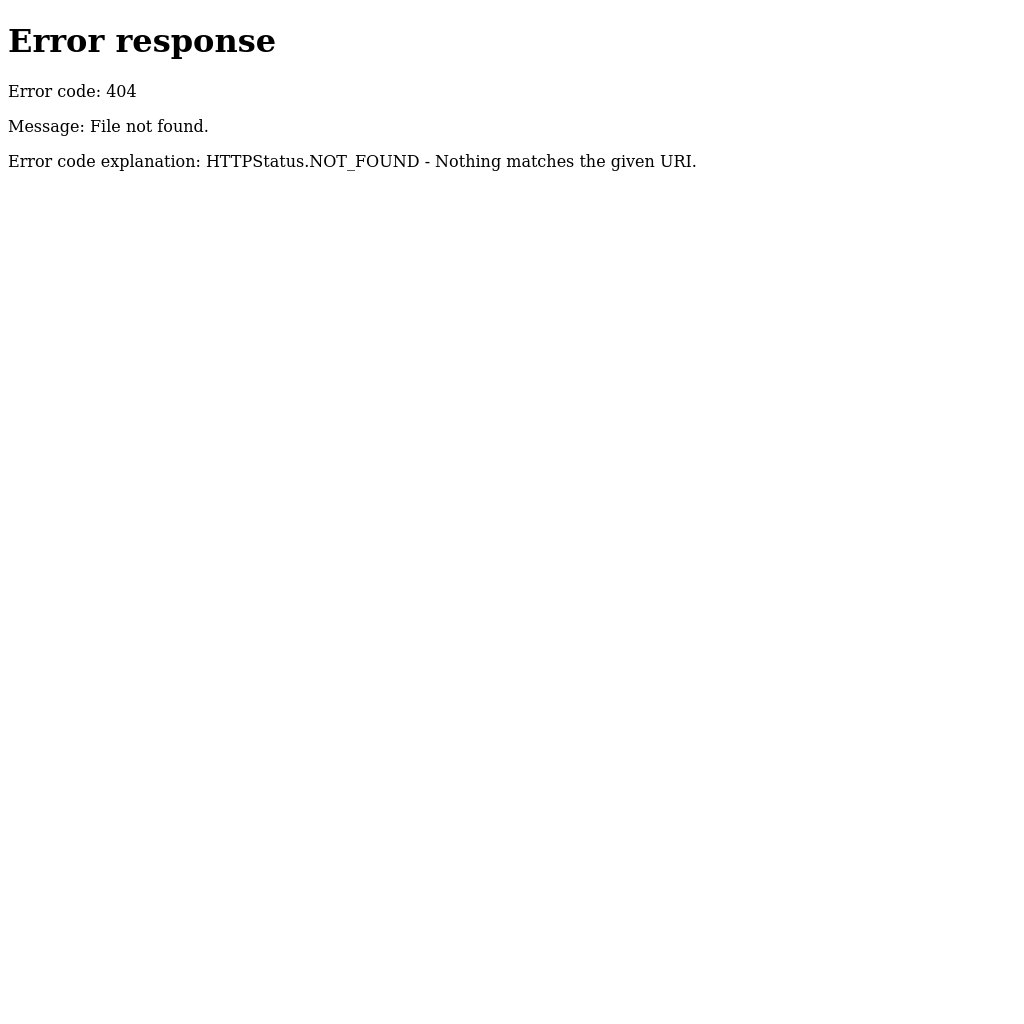 Error response
Error code: 404
Message: File not found.
Error code explanation: HTTPStatus.NOT_FOUND - Nothing matches the given URI.